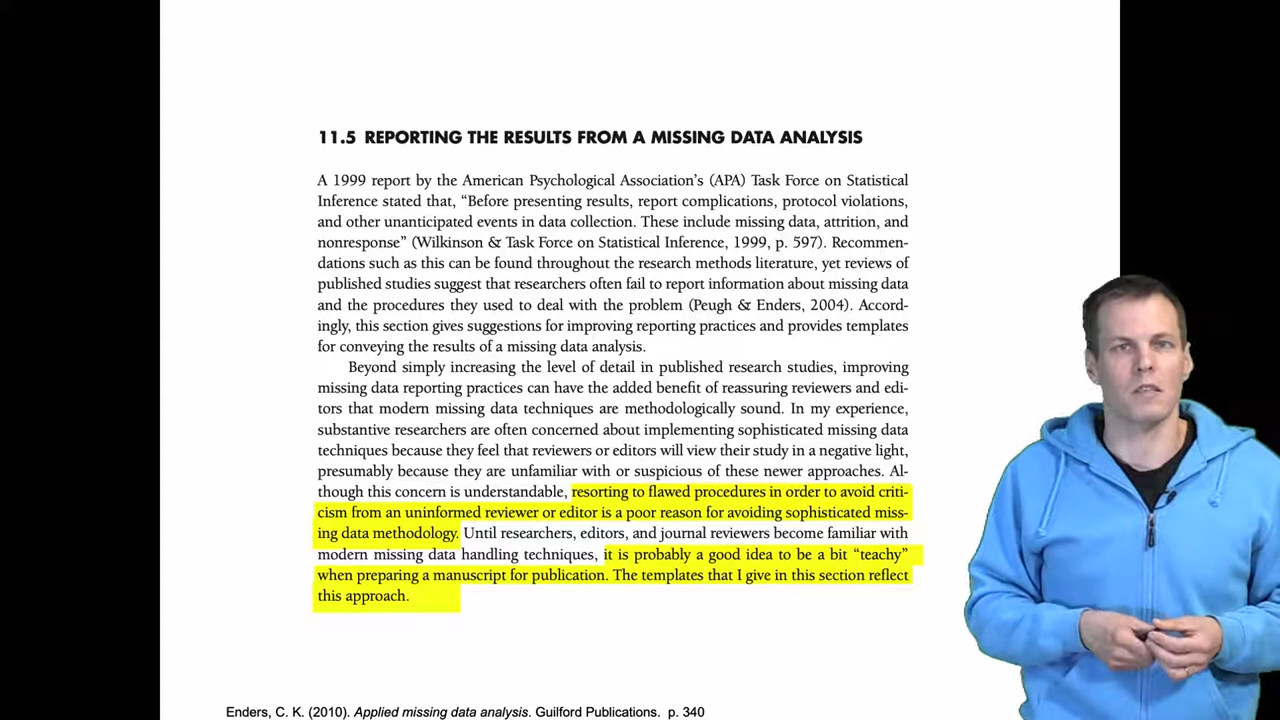 11.5 REPORTING THE RESULTS FROM A MISSING DATA ANALYSIS
A 1999 report by the American Psychological Association's (APA) Task Force on Statistical
Inference stated that, “Before presenting results, report complications, protocol violations,
and other unanticipated events in data collection. These include missing data, attrition, and
nonresponse” (Wilkinson & Task Force on Statistical Inference, 1999, p. 597). Recommen-
dations such as this can be found throughout the research methods literature, yet reviews of
published studies suggest that researchers often fail to report information about missing data
and the procedures they used to deal with the problem (Peugh & Enders, 2004). Accord-
ingly, this section gives suggestions for improving reporting practices and provides templates
for conveying the results of a missing data analysis.
Beyond simply increasing the level of detail in published research studies, improving
missing data reporting practices can have the added benefit of reassuring reviewers and edi-
tors that modern missing data techniques are methodologically sound. In my experience,
substantive researchers are often concerned about implementing sophisticated missing data
techniques because they feel that reviewers or editors will view their study in a negative light,
presumably because they are unfamiliar with or suspicious of these newer approaches. Al-
though this concern is understandable, resorting to flawed procedures in order to avoid criti-
cism from an uninformed reviewer or editor is a poor reason for avoiding sophisticated miss-
ing data methodology. Until researchers, editors, and journal reviewers become familiar with
modern missing data handling techniques, it is probably a good idea to be a bit “teachy”
when preparing a manuscript for publication. The templates that I give in this section reflect
this approach.
Enders, C. K. (2010). Applied missing data analysis. Guilford Publications. p. 340